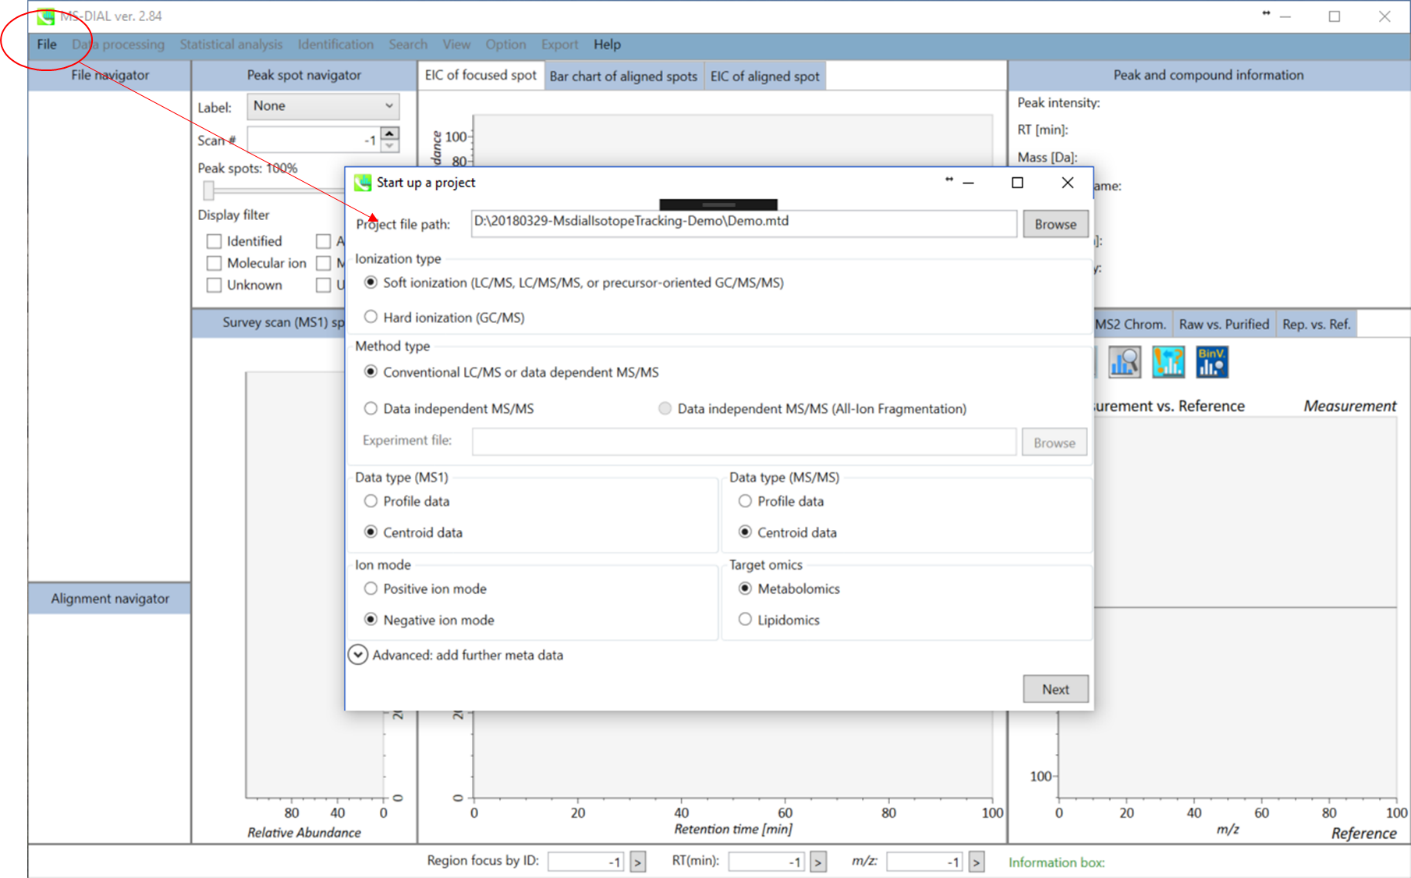 MS-DIAL ver. 2.84
File Data processing Statistical analysis Identification Search View Option Export Help
File navigator
Peak spot navigator
EIC of focused spot
Bar chart of aligned spots
EIC of aligned spot
Peak and compound information
Label: None
Scan # -1
Peak spots: 100%
Display filter
Identified A
Molecular ion M
Unknown U
dance
100
80
Peak intensity:
RT [min]:
Mass [Da]:
ame:
]:
y:
Start up a project
Project file path: D:\20180329-MsdialIsotopeTracking-Demo\Demo.mtd Browse
Ionization type
Soft ionization (LC/MS, LC/MS/MS, or precursor-oriented GC/MS/MS)
Hard ionization (GC/MS)
Method type
Conventional LC/MS or data dependent MS/MS
Data independent MS/MS Data independent MS/MS (All-Ion Fragmentation)
Experiment file: Browse
Data type (MS1)
Profile data
Centroid data
Data type (MS/MS)
Profile data
Centroid data
Ion mode
Positive ion mode
Negative ion mode
Target omics
Metabolomics
Lipidomics
Advanced: add further meta data
Next
Survey scan (MS1) sp
MS2 Chrom. Raw vs. Purified Rep. vs. Ref.
BinV.
urement vs. Reference Measurement
Alignment navigator
20
0
80 40 0
Relative Abundance
20
0
0 20 40 60 80 100
Retention time [min]
100
0 20 40 60 80 100
m/z
Reference
Region focus by ID: -1 > RT(min): -1 > m/z: -1 > Information box: